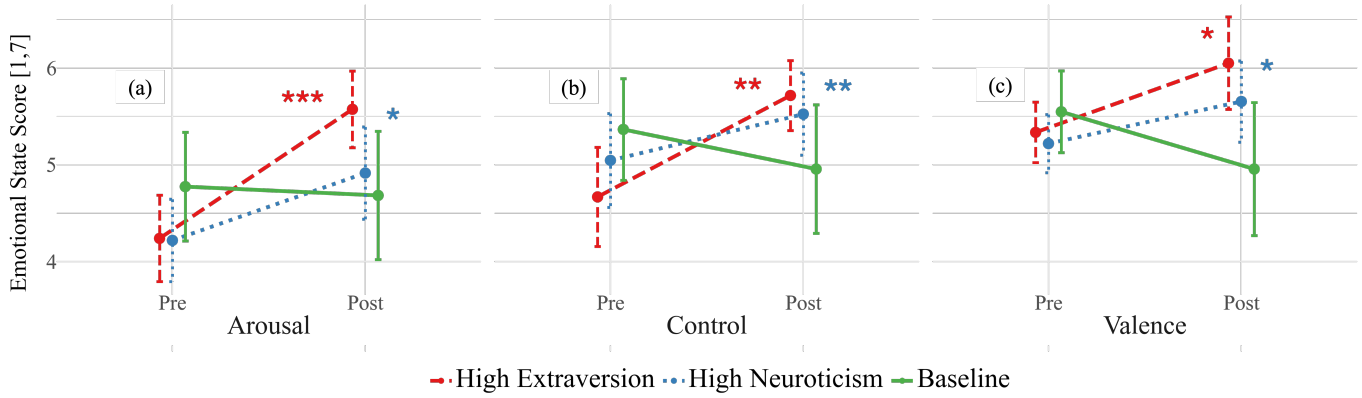 Emotional State Score [1,7]
6
5
4
(a)
***
*
Pre
Post
Arousal
(b)
**
**
Pre
Post
Control
(c)
*
*
Pre
Post
Valence
High Extraversion High Neuroticism Baseline